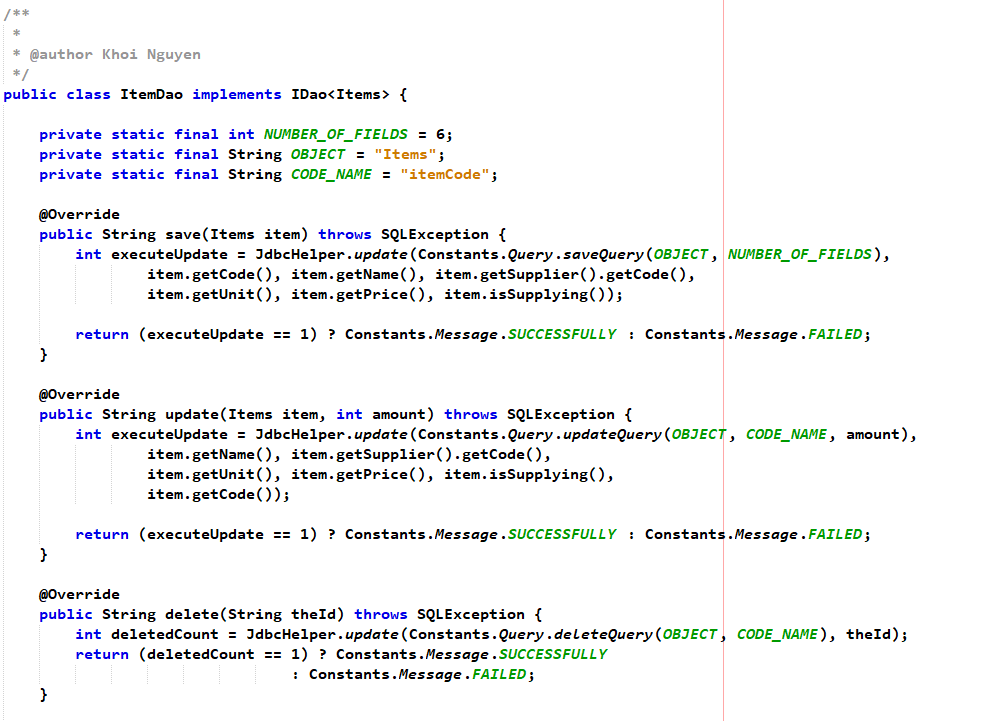 /**
 *
 * @author Khoi Nguyen
 */
public class ItemDao implements IDao<Items> {

    private static final int NUMBER_OF_FIELDS = 6;
    private static final String OBJECT = "Items";
    private static final String CODE_NAME = "itemCode";

    @Override
    public String save(Items item) throws SQLException {
        int executeUpdate = JdbcHelper.update(Constants.Query.saveQuery(OBJECT, NUMBER_OF_FIELDS),
                item.getCode(), item.getName(), item.getSupplier().getCode(),
                item.getUnit(), item.getPrice(), item.isSupplying());

        return (executeUpdate == 1) ? Constants.Message.SUCCESSFULLY : Constants.Message.FAILED;
    }

    @Override
    public String update(Items item, int amount) throws SQLException {
        int executeUpdate = JdbcHelper.update(Constants.Query.updateQuery(OBJECT, CODE_NAME, amount),
                item.getName(), item.getSupplier().getCode(),
                item.getUnit(), item.getPrice(), item.isSupplying(),
                item.getCode());

        return (executeUpdate == 1) ? Constants.Message.SUCCESSFULLY : Constants.Message.FAILED;
    }

    @Override
    public String delete(String theId) throws SQLException {
        int deletedCount = JdbcHelper.update(Constants.Query.deleteQuery(OBJECT, CODE_NAME), theId);
        return (deletedCount == 1) ? Constants.Message.SUCCESSFULLY
                                : Constants.Message.FAILED;
    }